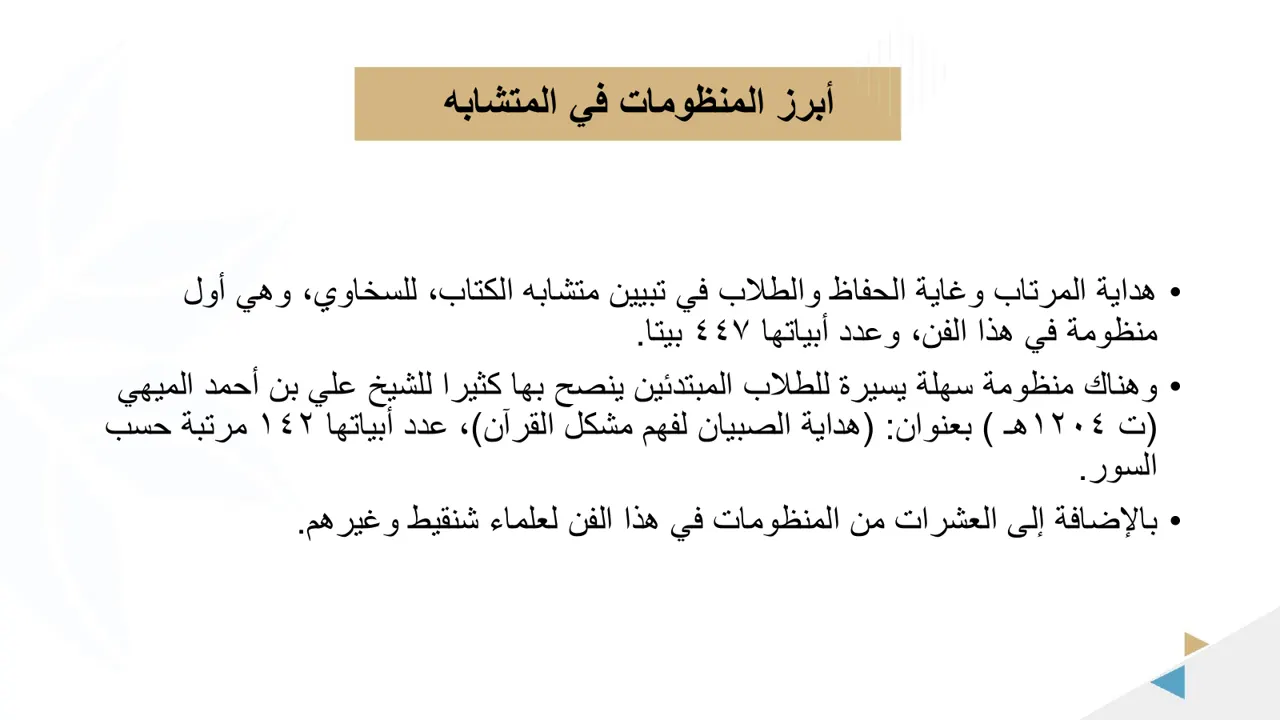 أبرز المنظومات في المتشابه
• هداية المرتاب وغاية الحفاظ والطلاب في تبيين متشابه الكتاب، للسخاوي، وهي أول
منظومة في هذا الفن، وعدد أبياتها ٤٤٧ بيتا.
• وهناك منظومة سهلة يسيرة للطلاب المبتدئين ينصح بها كثيرا للشيخ علي بن أحمد الميهي
(ت ١٢٠٤هـ ) بعنوان: (هداية الصبيان لفهم مشكل القرآن)، عدد أبياتها ١٤٢ مرتبة حسب
السور.
• بالإضافة إلى العشرات من المنظومات في هذا الفن لعلماء شنقيط وغيرهم.